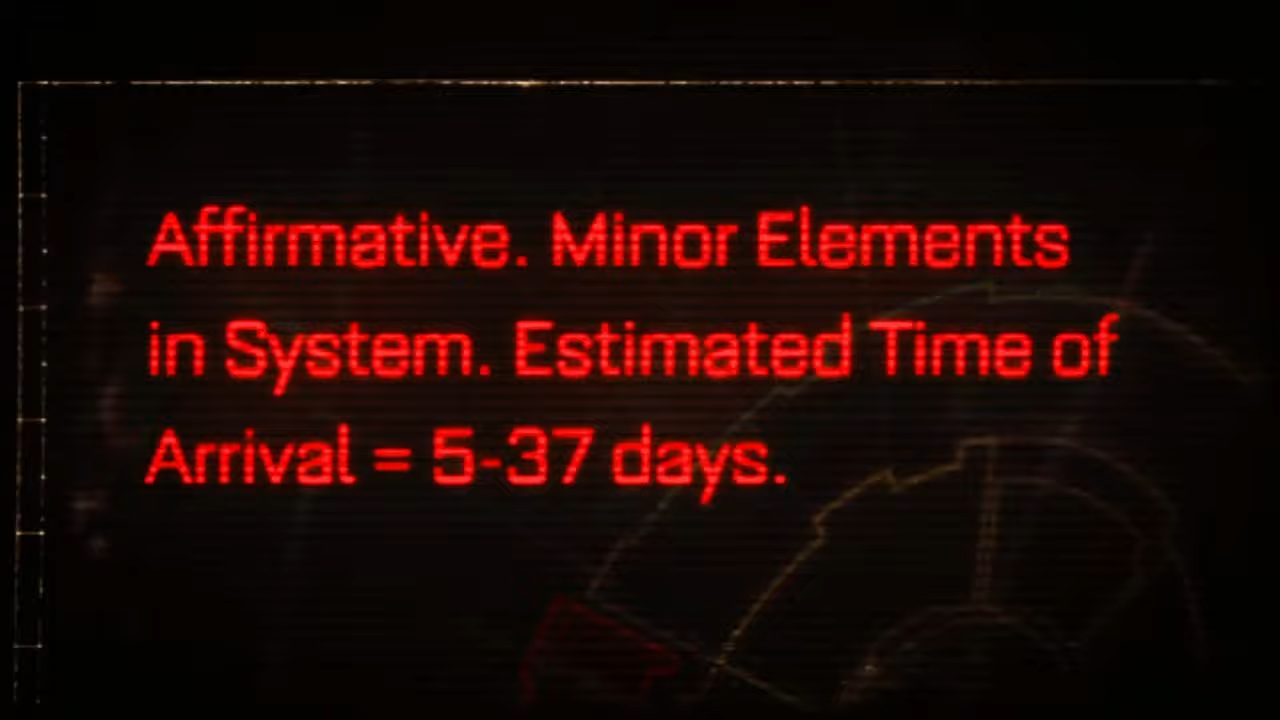 Affirmative. Minor Elements
in System. Estimated Time of
Arrival = 5-37 days.